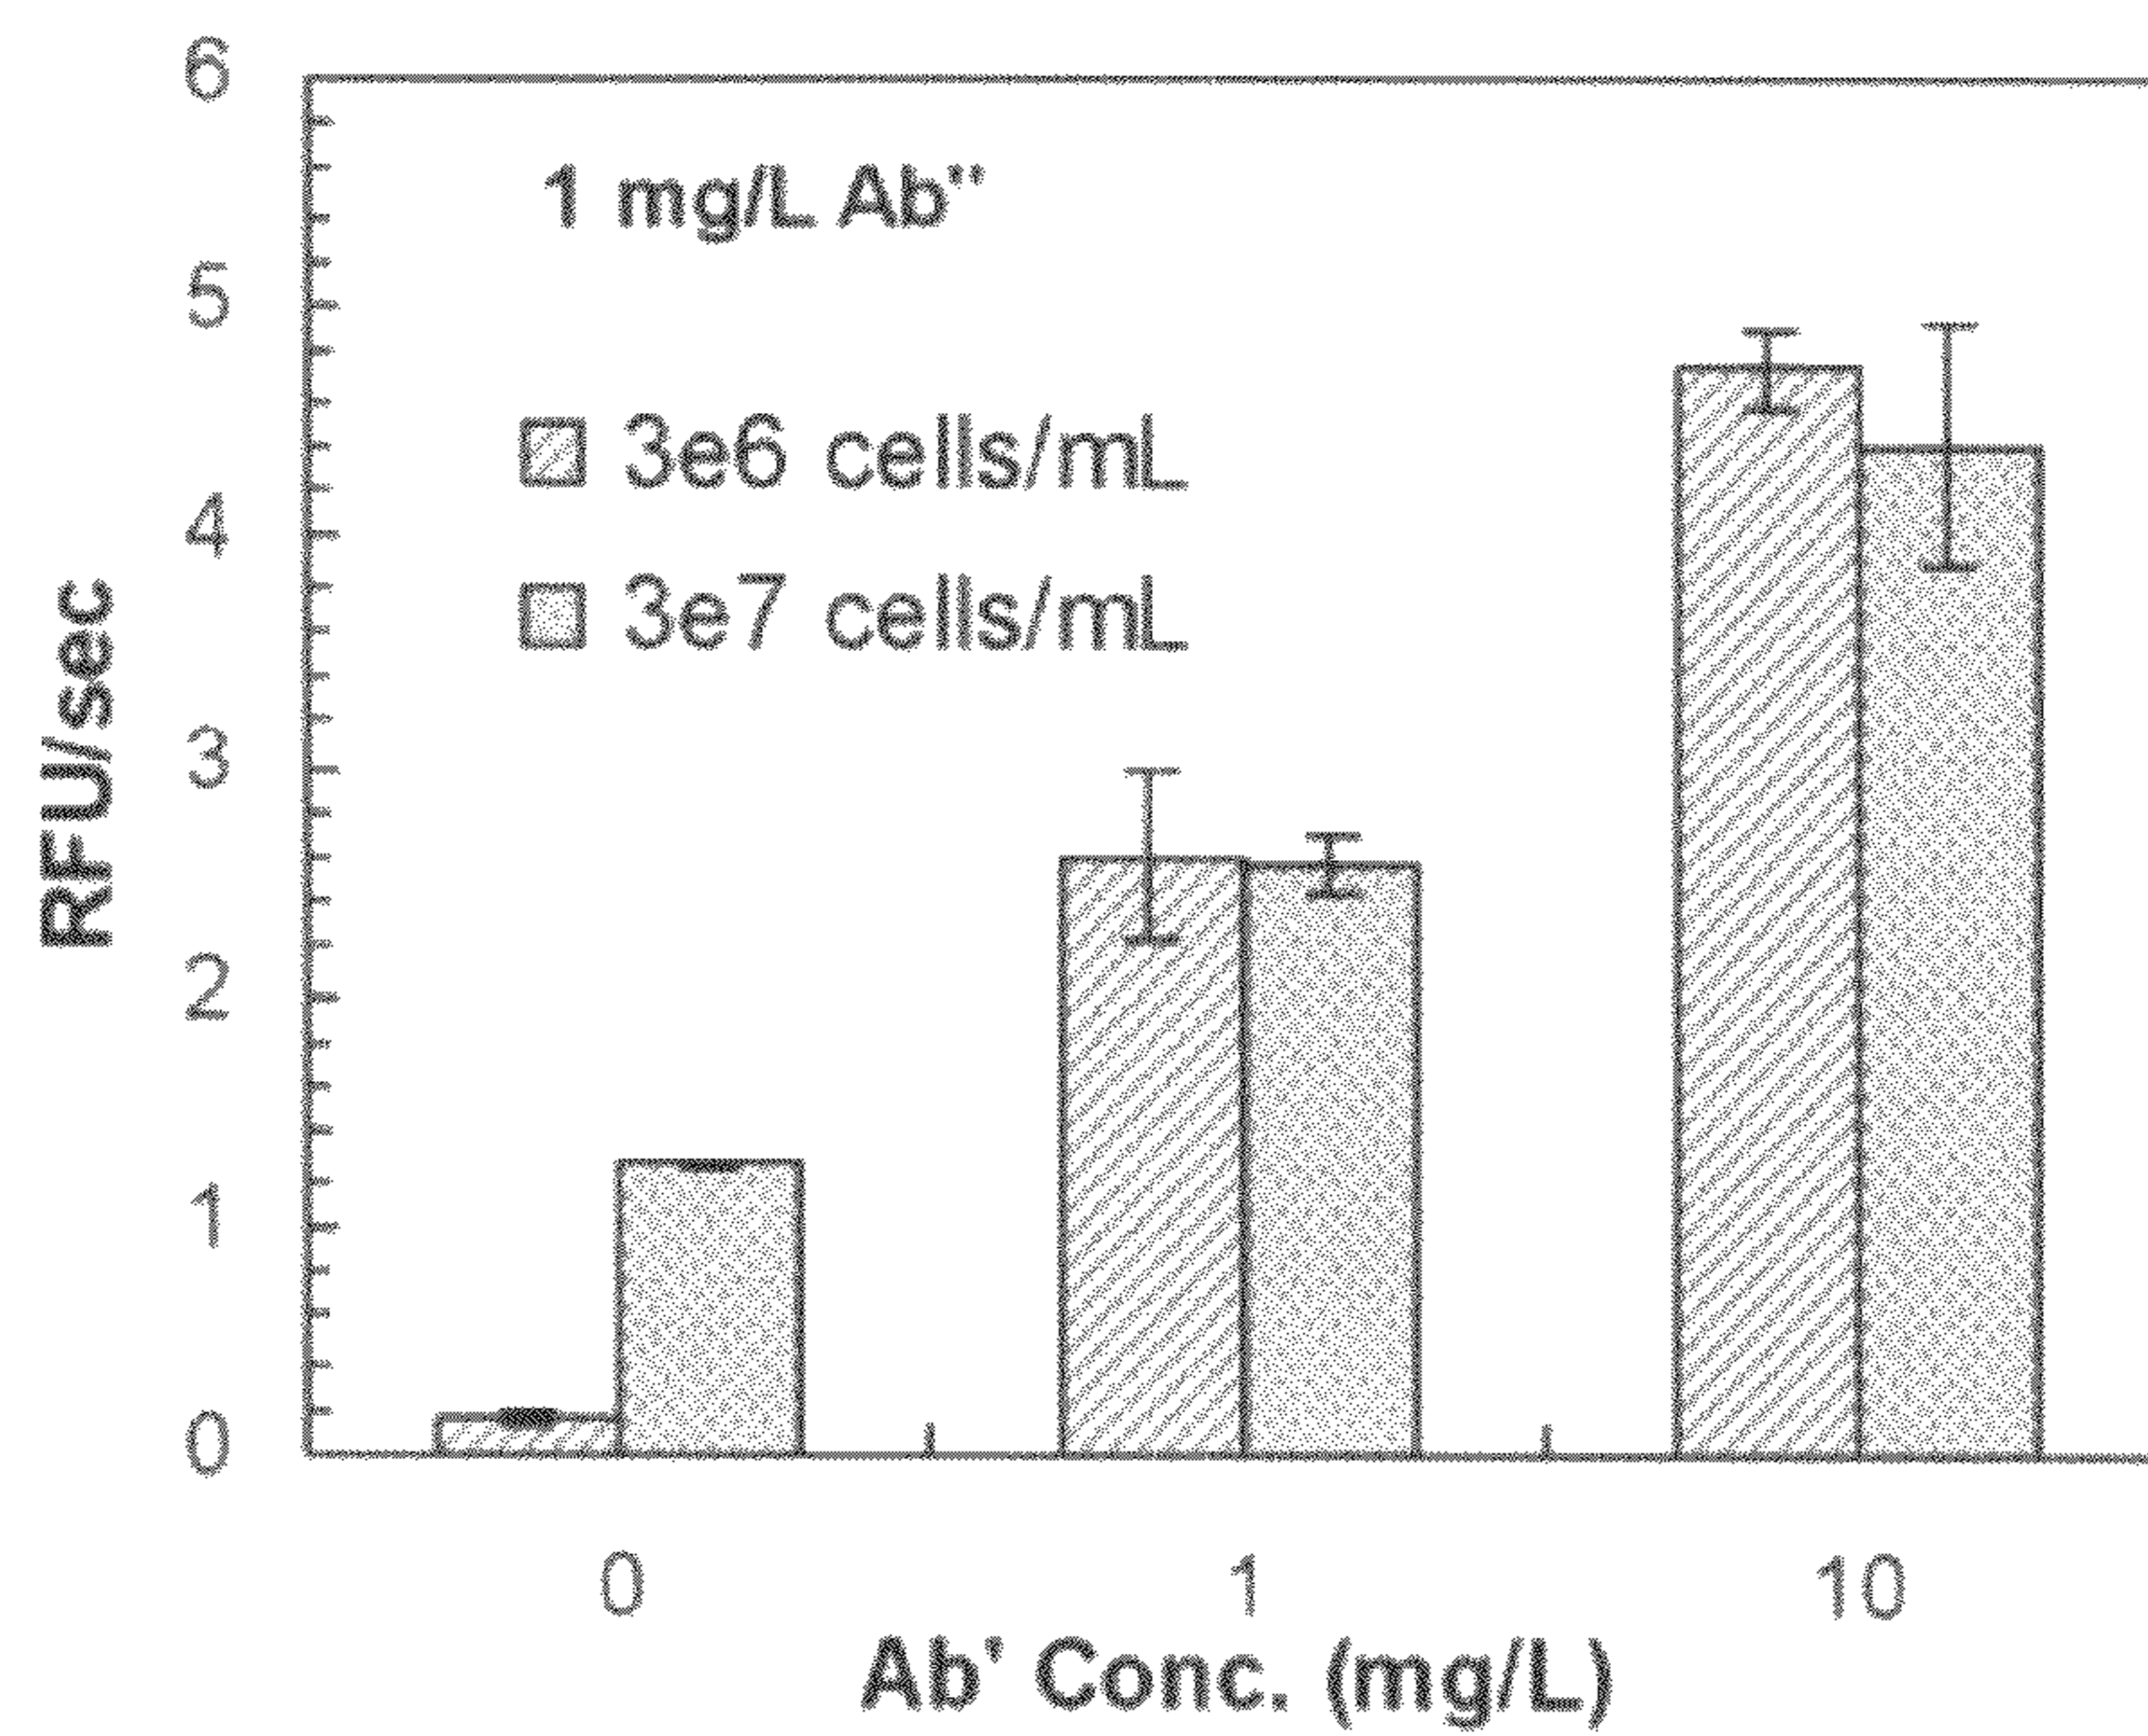 6
1 mg/L Ab"
5
3e6 cells/mL
4
3e7 cells/mL
RFU/sec
3
2
1
0
0 1 10
Ab' Conc. (mg/L)